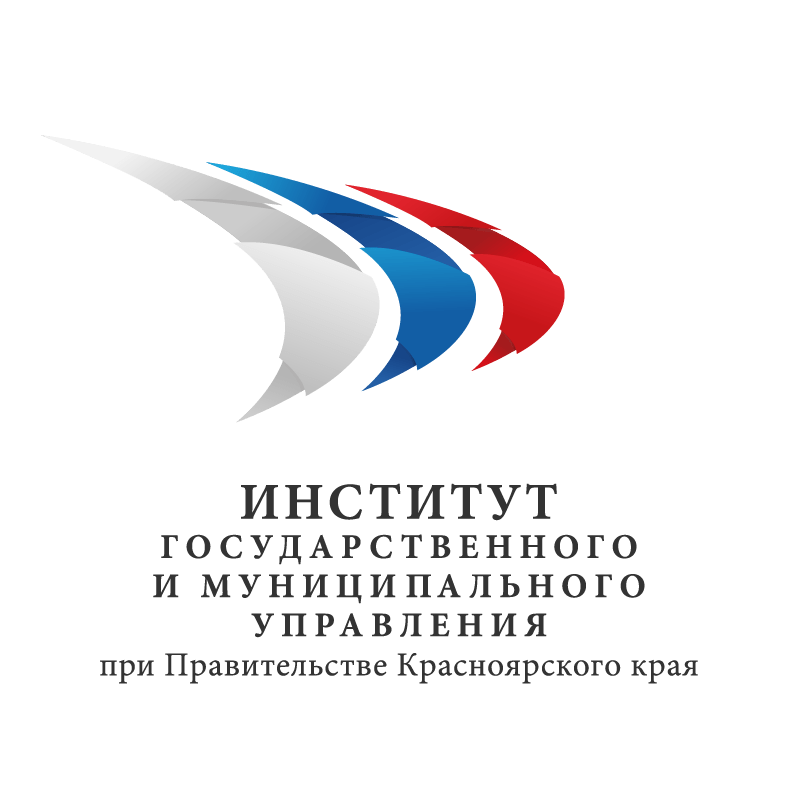 ИНСТИТУТ
ГОСУДАРСТВЕННОГО
И МУНИЦИПАЛЬНОГО
УПРАВЛЕНИЯ
при Правительстве Красноярского края